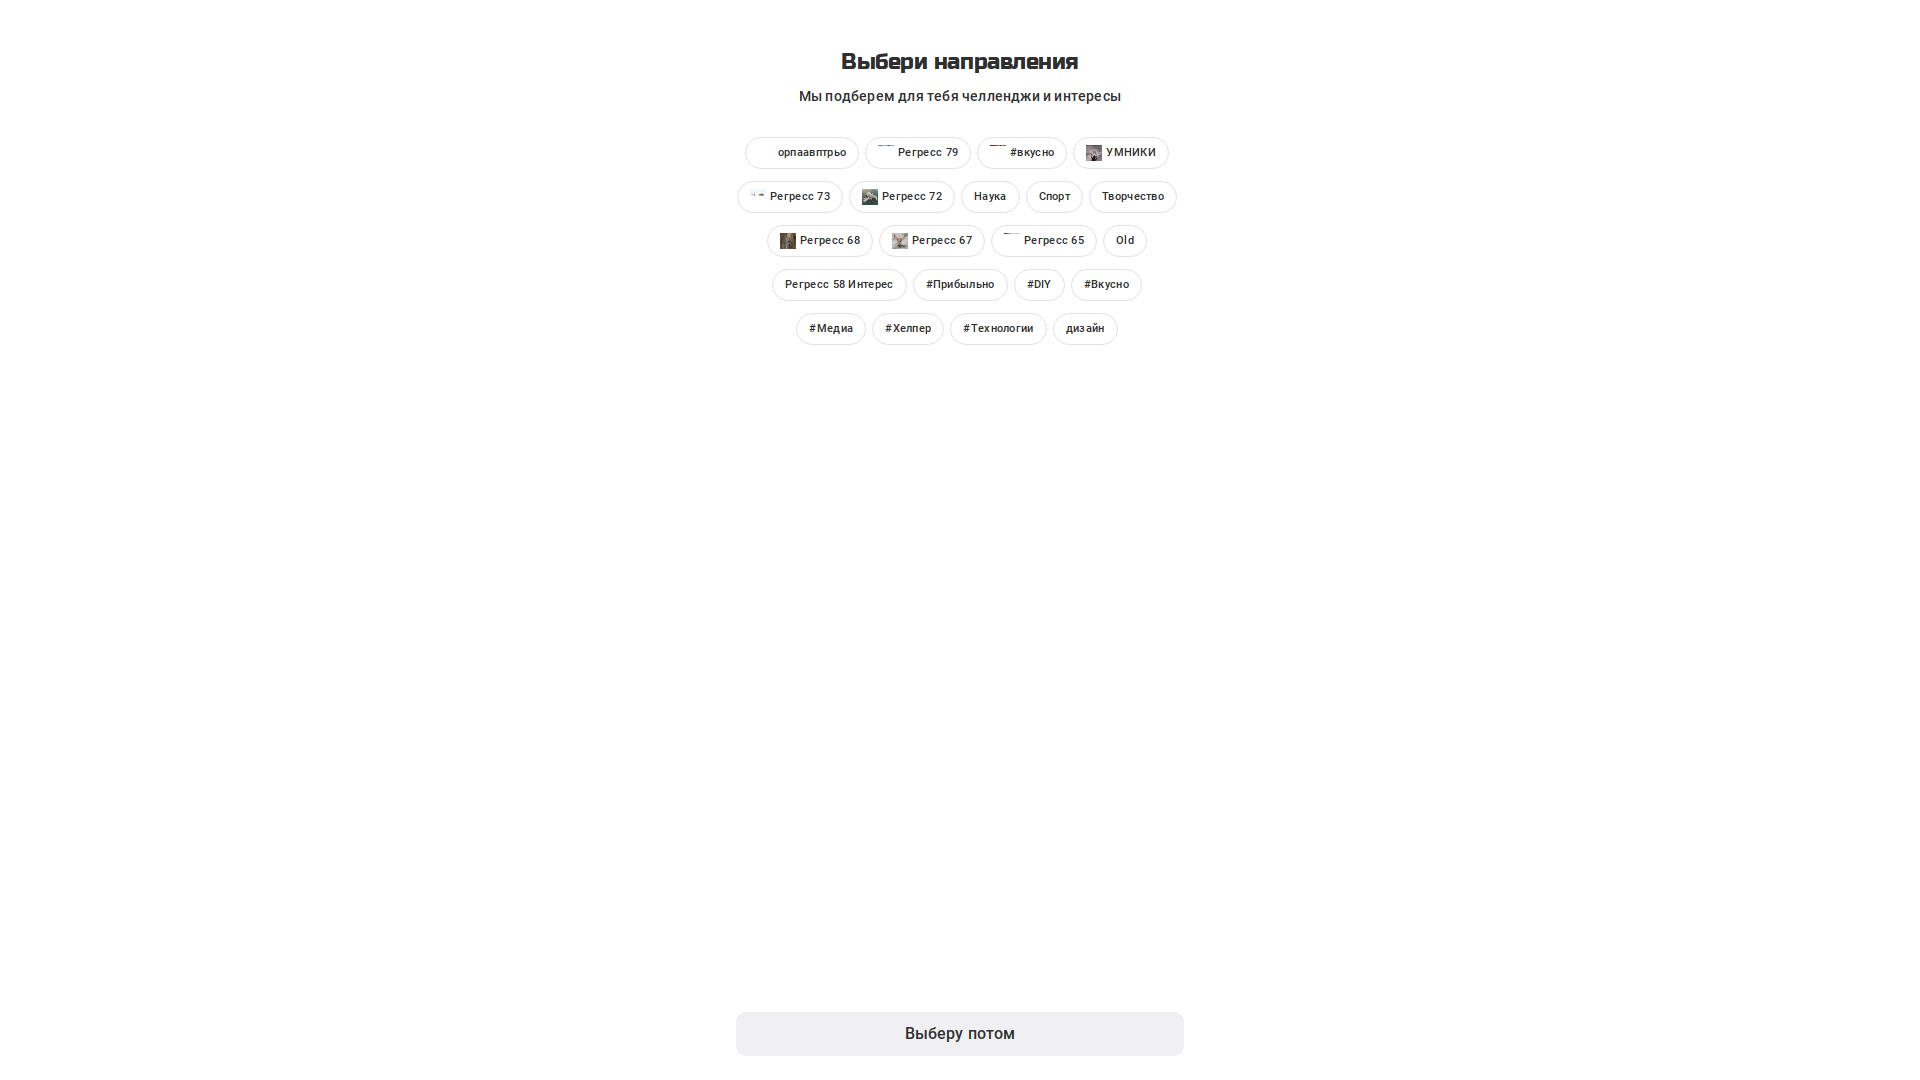 Выбери направления
Мы подберем для тебя челленджи и интересы
орпаавптрьо Регресс 79 #вкусно УМНИКИ
Регресс 73 Регресс 72 Наука Спорт Творчество
Регресс 68 Регресс 67 Регресс 65 Old
Регресс 58 Интерес #Прибыльно #DIY #Вкусно
#Медиа #Хелпер #Технологии дизайн
Выберу потом